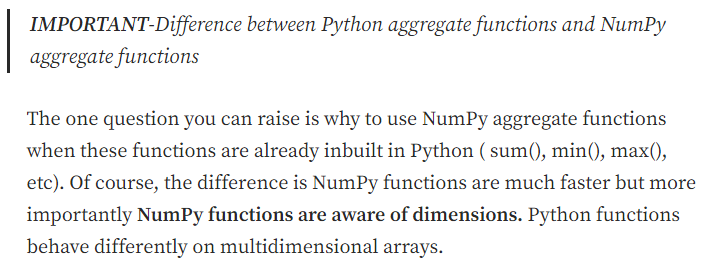 IMPORTANT-Difference between Python aggregate functions and NumPy
aggregate functions
The one question you can raise is why to use NumPy aggregate functions
when these functions are already inbuilt in Python ( sum(), min(), max(),
etc). Of course, the difference is NumPy functions are much faster but more
importantly NumPy functions are aware of dimensions. Python functions
behave differently on multidimensional arrays.